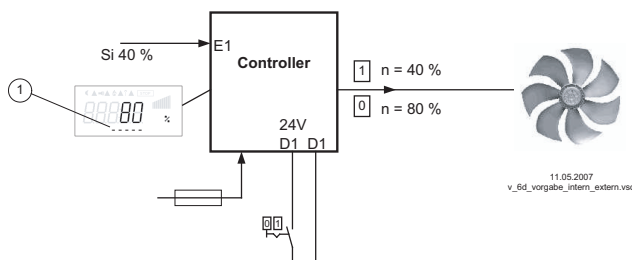 Si 40 %
E1
Controller
1 n = 40 %
0 n = 80 %
1
80
%
24V
D1 D1
0 1
11.05.2007
v_6d_vorgabe_intern_extern.vsd